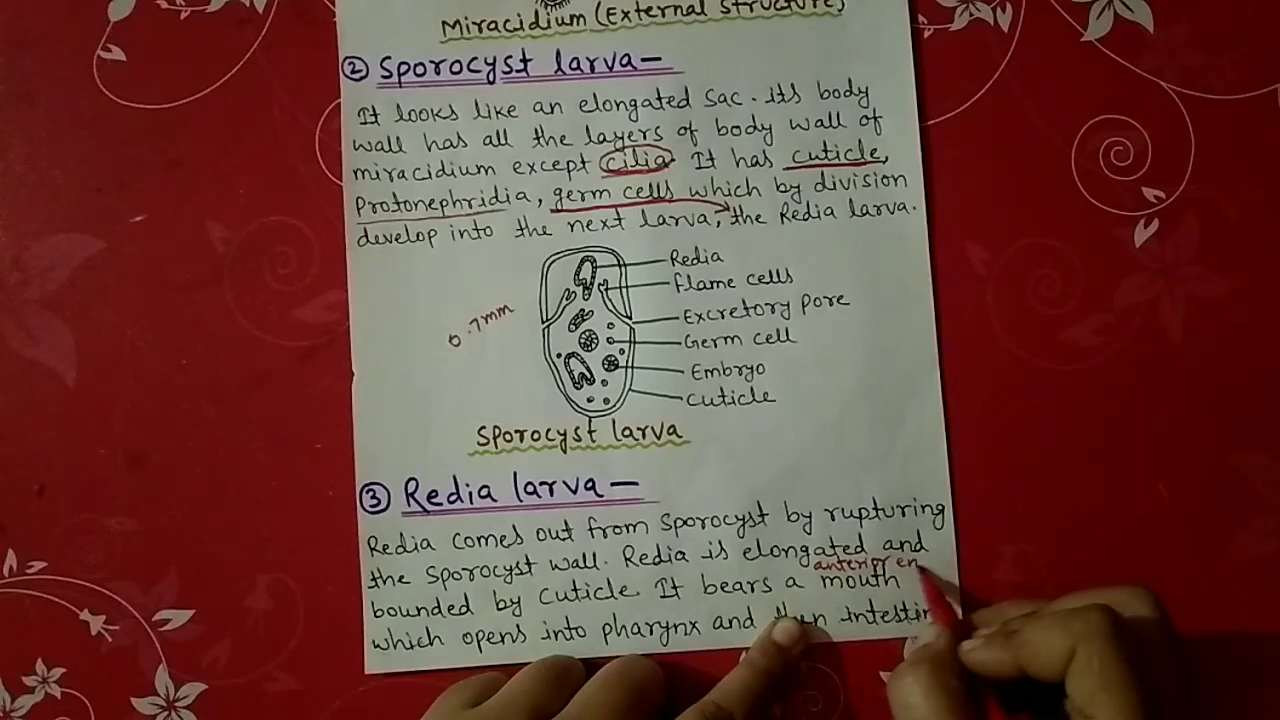 Miracidium (External structure)
② Sporocyst larva —
It looks like an elongated sac. Its body
wall has all the layers of body wall of
miracidium except cilia It has cuticle,
Protonephridia, germ cells which by division
develop into the next larva, the Redia larva.
Redia
flame cells
Excretory pore
0.7mm
Germ cell
Embryo
cuticle
Sporocyst larva
③ Redia larva —
Redia comes out from Sporocyst by rupturing
the Sporocyst wall. Redia is elongated and
anterior en
bounded by cuticle. It bears a mouth
which opens into pharynx and then intestin